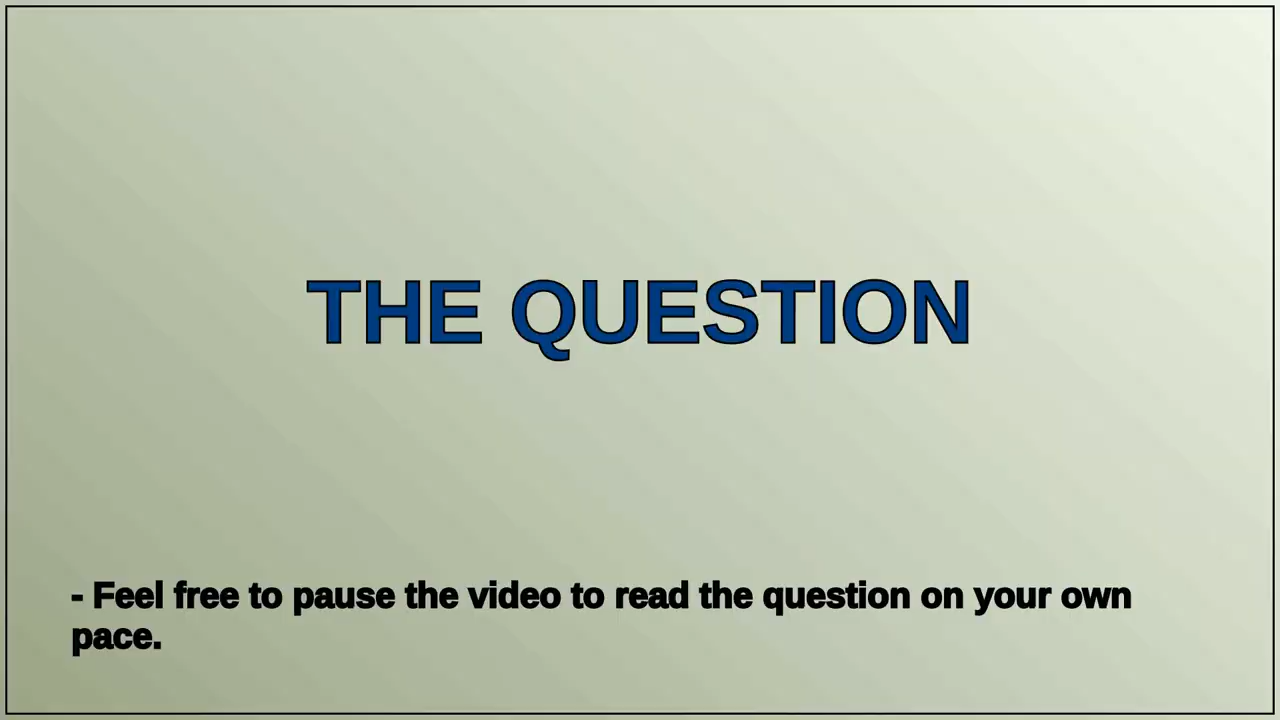 THE QUESTION
- Feel free to pause the video to read the question on your own
pace.